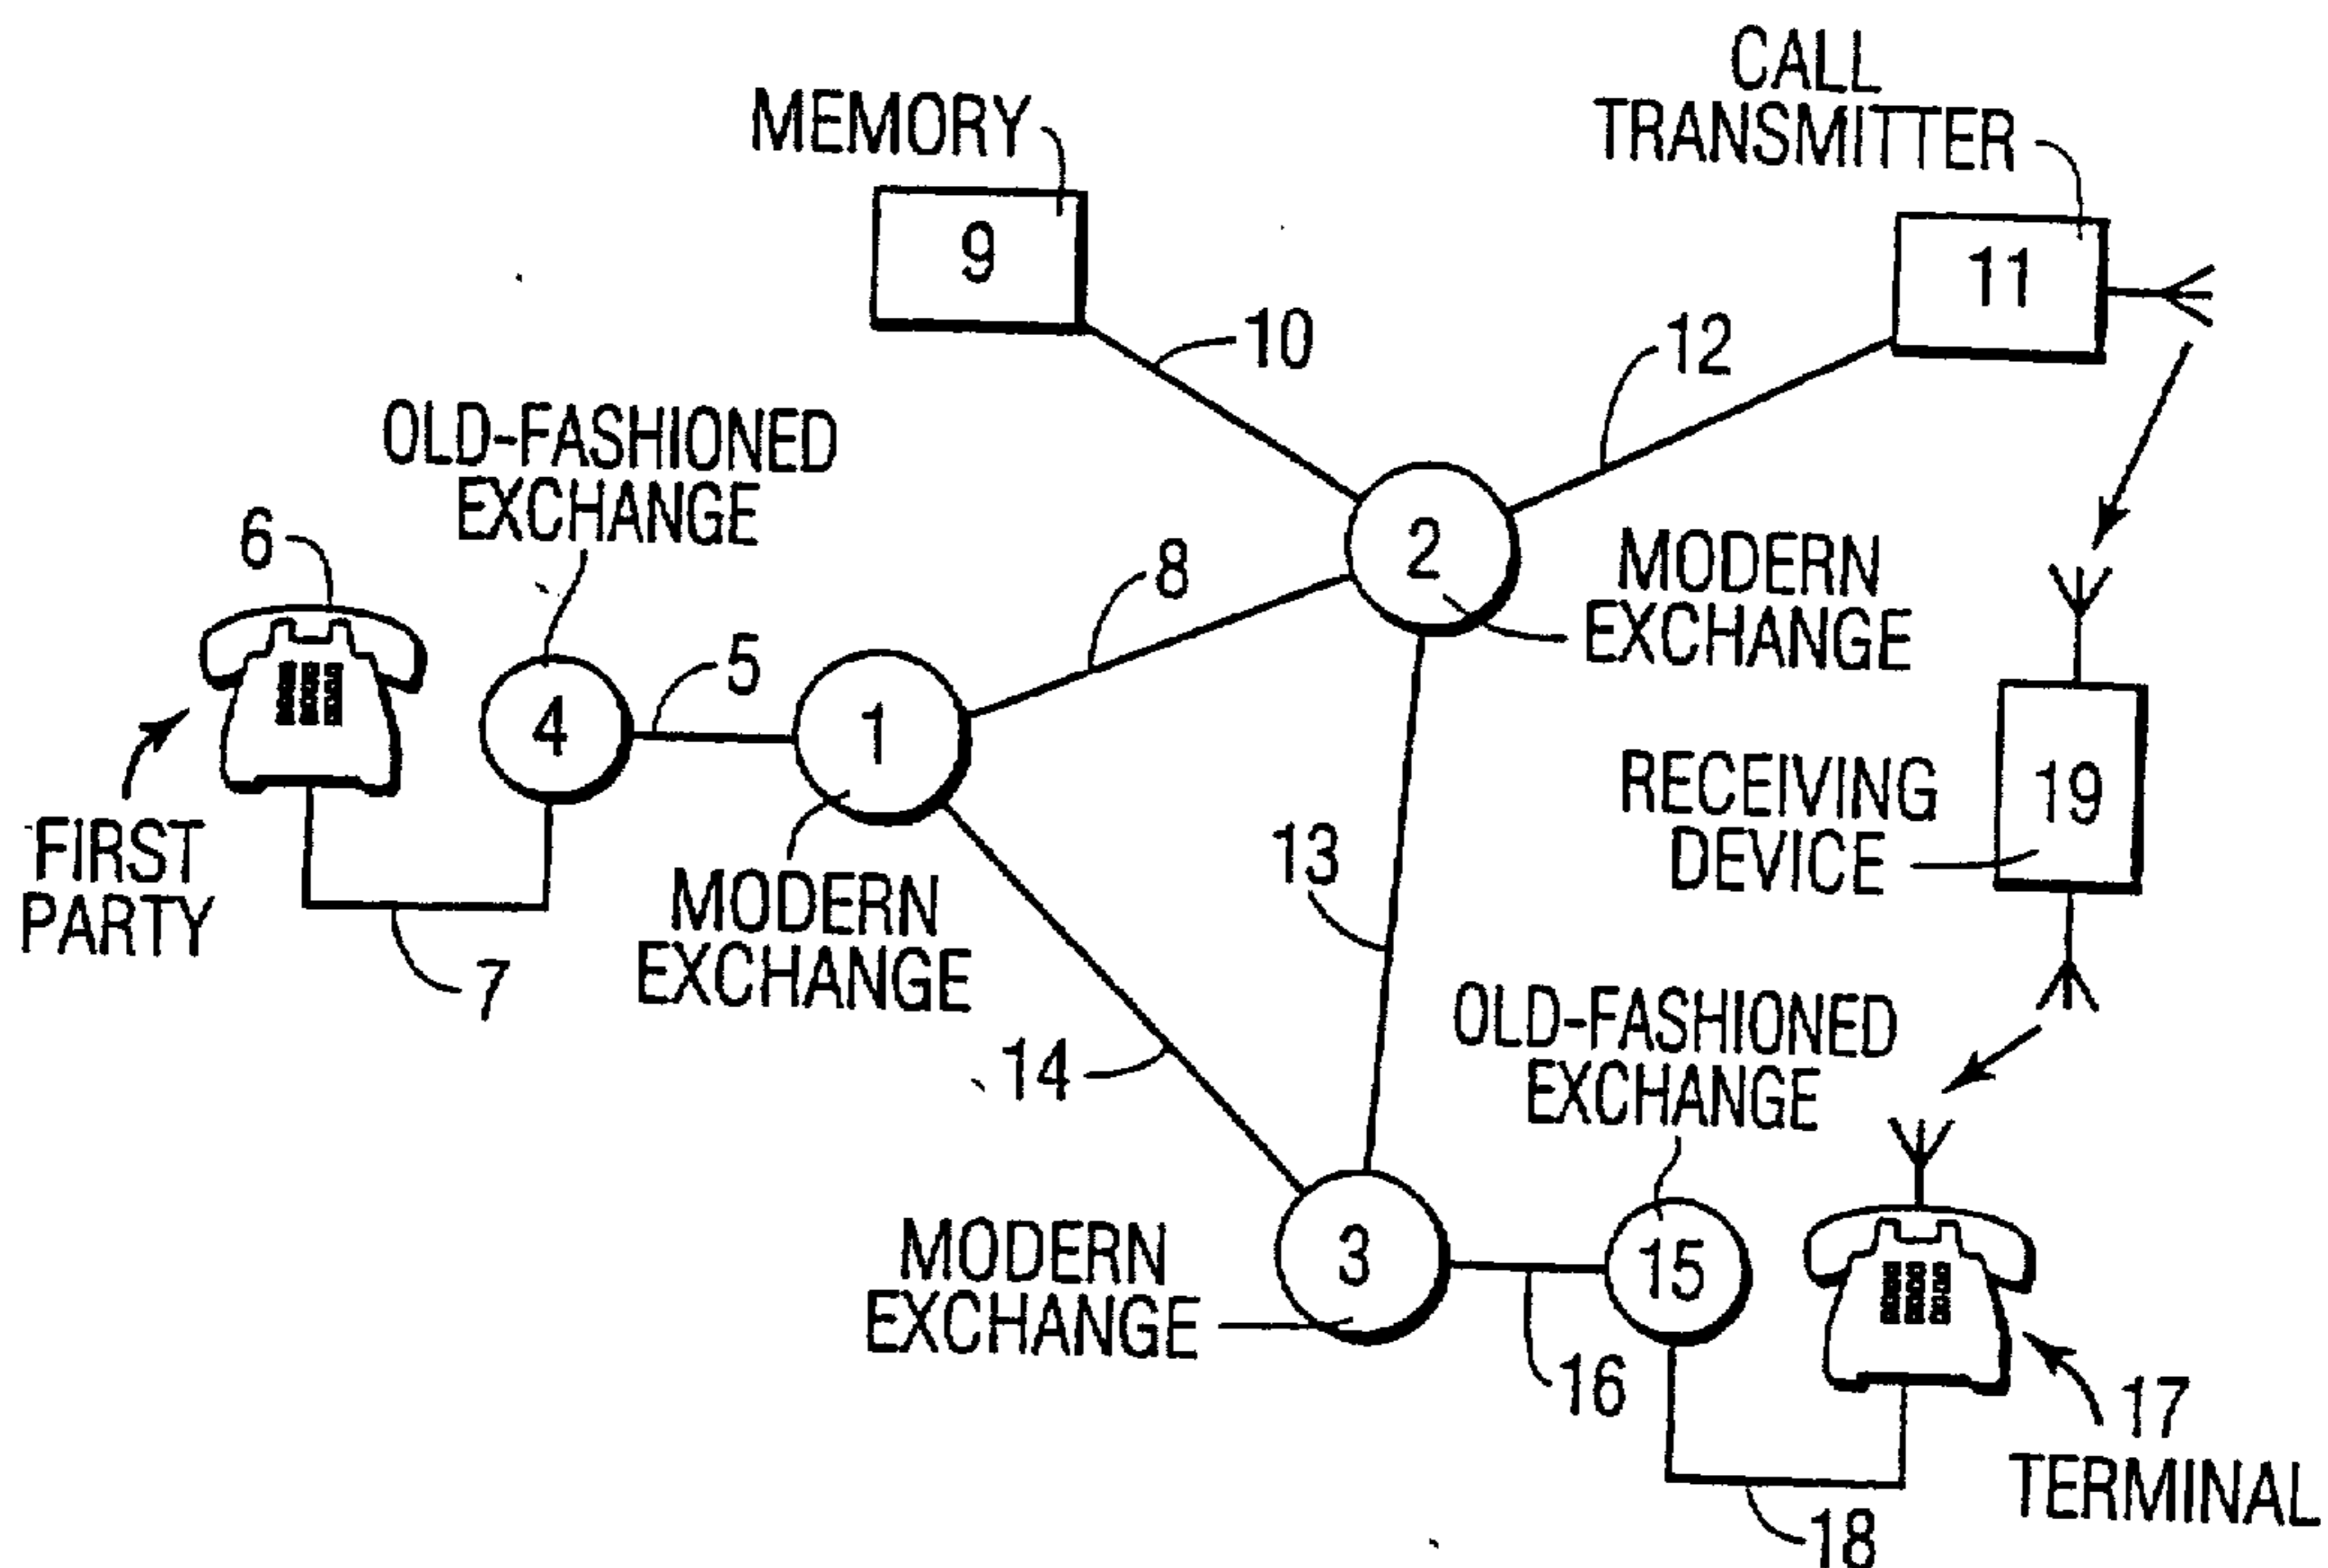 CALL
TRANSMITTER
MEMORY
9
11
10
12
OLD-FASHIONED
EXCHANGE
6
2
MODERN
EXCHANGE
8
5
4
1
FIRST
PARTY
7
MODERN
EXCHANGE
13
RECEIVING
DEVICE
19
14
OLD-FASHIONED
EXCHANGE
MODERN
EXCHANGE
3
15
16
17
TERMINAL
18